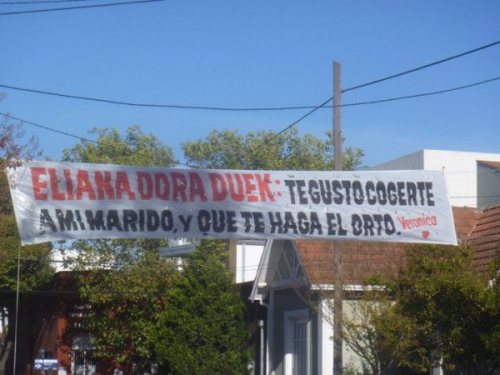 ELIANA DORA DUEK: TE GUSTO COGERTE
A MI MARIDO, Y QUE TE HAGA EL ORTO. Veronica